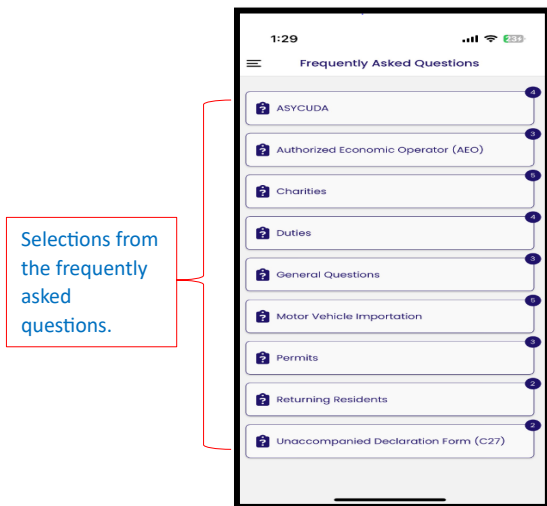 1:29
Frequently Asked Questions
4
ASYCUDA
3
Authorized Economic Operator (AEO)
5
Charities
4
Duties
3
General Questions
5
Motor Vehicle Importation
3
Permits
2
Returning Residents
2
Unaccompanied Declaration Form (C27)
Selections from
the frequently
asked
questions.